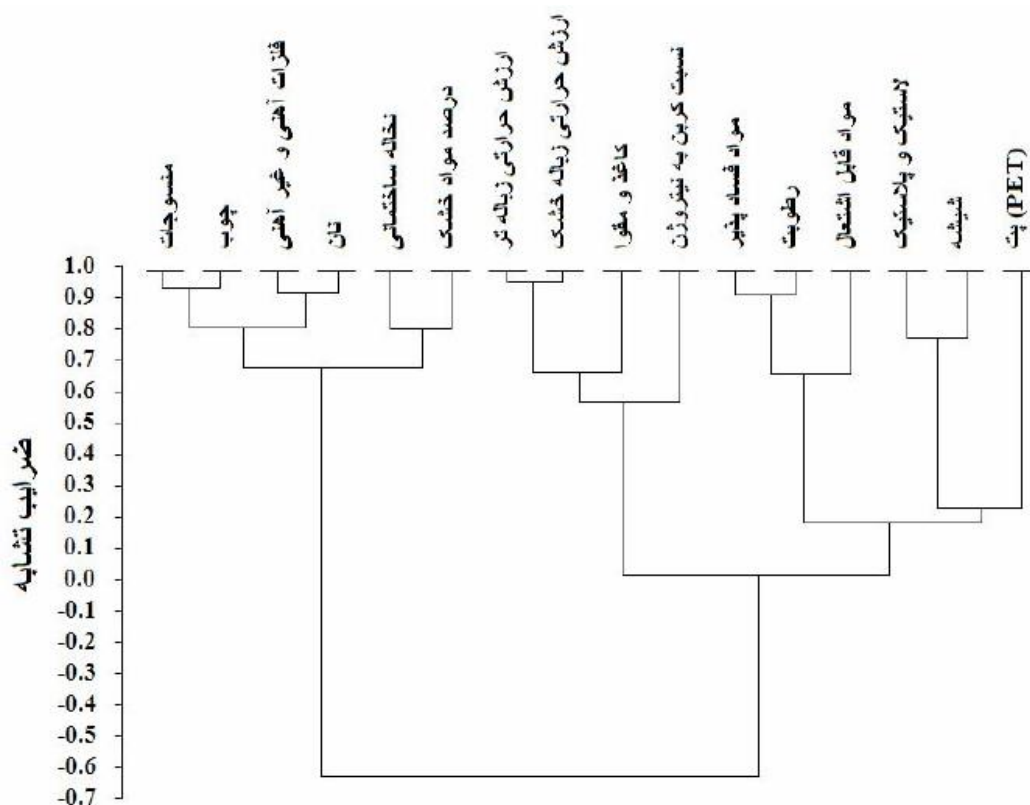 منسوجات
چوب
فلزات آهنی و غیر آهنی
نان
نخاله ساختمانی
درصد مواد خشک
ارزش حرارتی زباله تر
ارزش حرارتی زباله خشک
کاغذ و مقوا
نسبت کربن به نیتروژن
مواد فساد پذیر
رطوبت
مواد قابل اشتعال
لاستیک و پلاستیک
شیشه
پت (PET)
ضرایب تشابه
1.0
0.9
0.8
0.7
0.6
0.5
0.4
0.3
0.2
0.1
0.0
-0.1
-0.2
-0.3
-0.4
-0.5
-0.6
-0.7